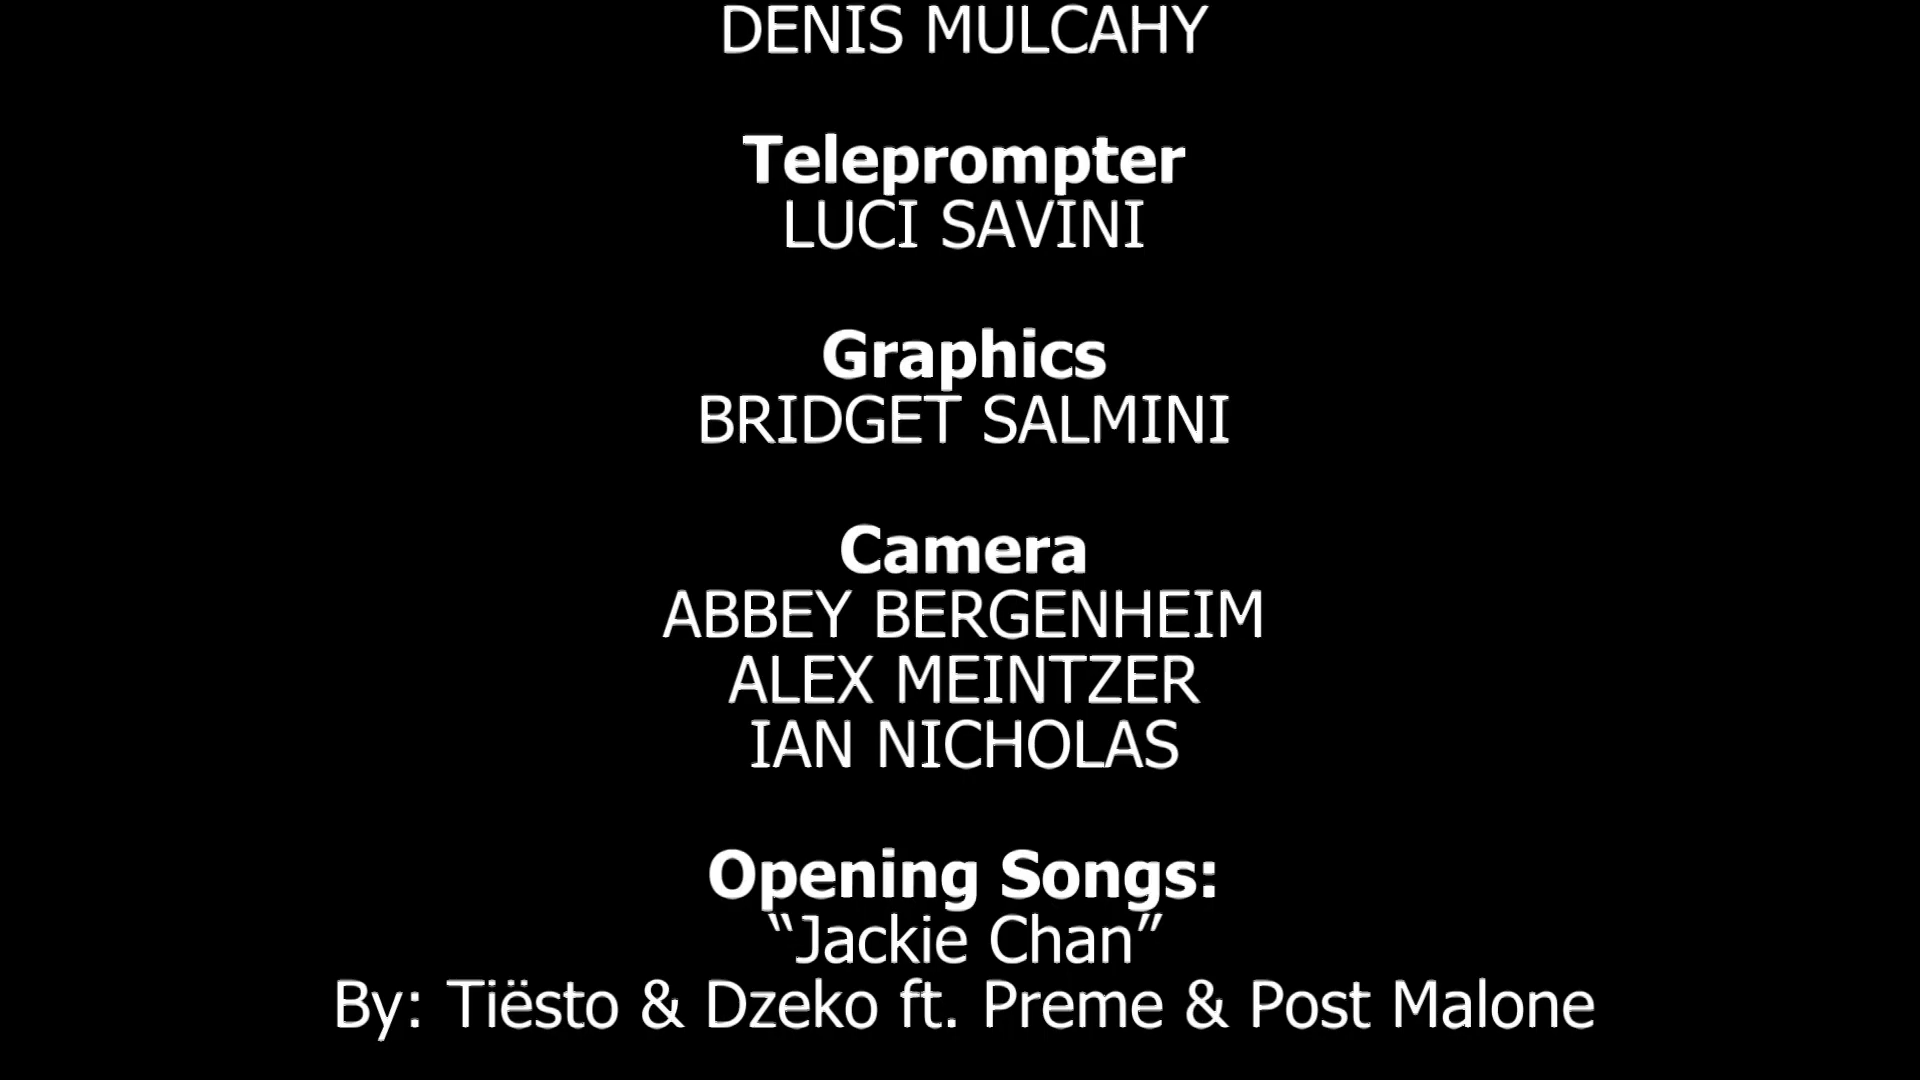 DENIS MULCAHY
Teleprompter
LUCI SAVINI
Graphics
BRIDGET SALMINI
Camera
ABBEY BERGENHEIM
ALEX MEINTZER
IAN NICHOLAS
Opening Songs:
“Jackie Chan”
By: Tiësto & Dzeko ft. Preme & Post Malone